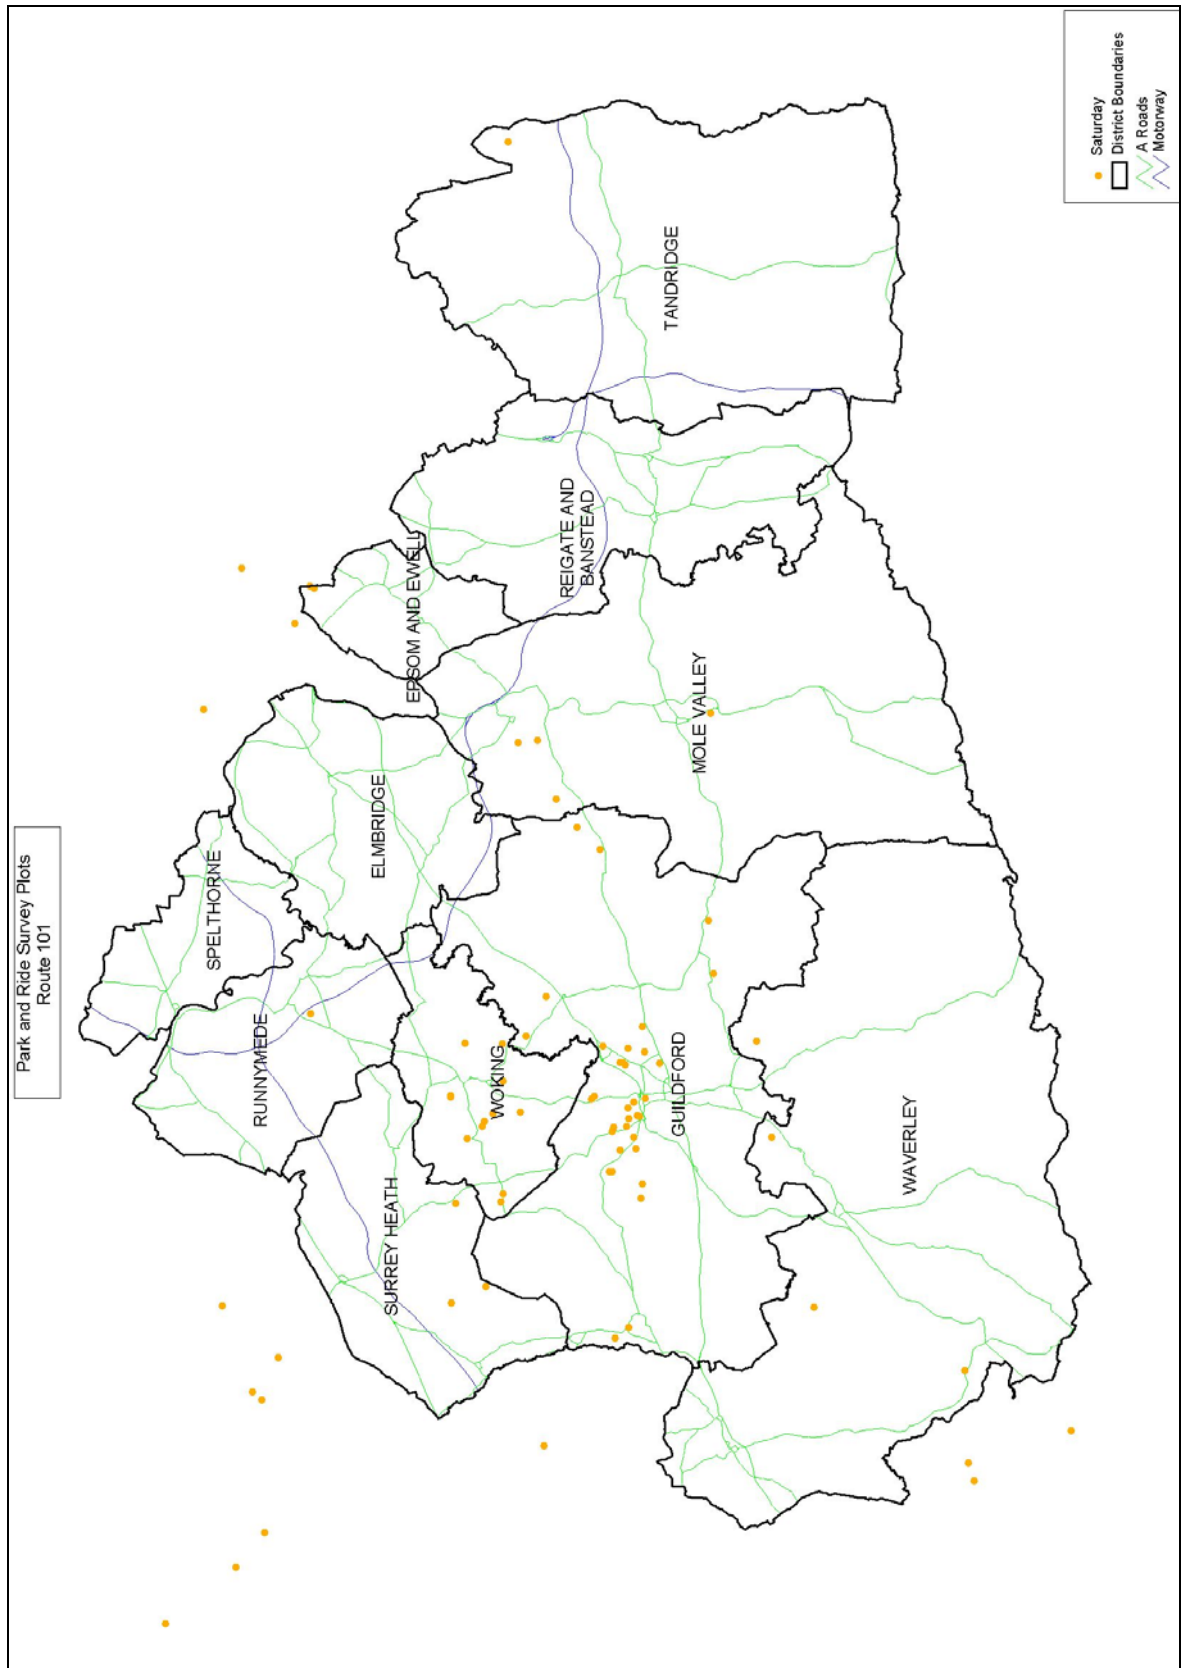 Park and Ride Survey Plots
Route 101
Saturday
District Boundaries
A Roads
Motorway
SPELTHORNE
RUNNYMEDE
ELMBRIDGE
EPSOM AND EWELL
SURREY HEATH
WOKING
REIGATE AND
BANSTEAD
TANDRIDGE
GUILDFORD
MOLE VALLEY
WAVERLEY